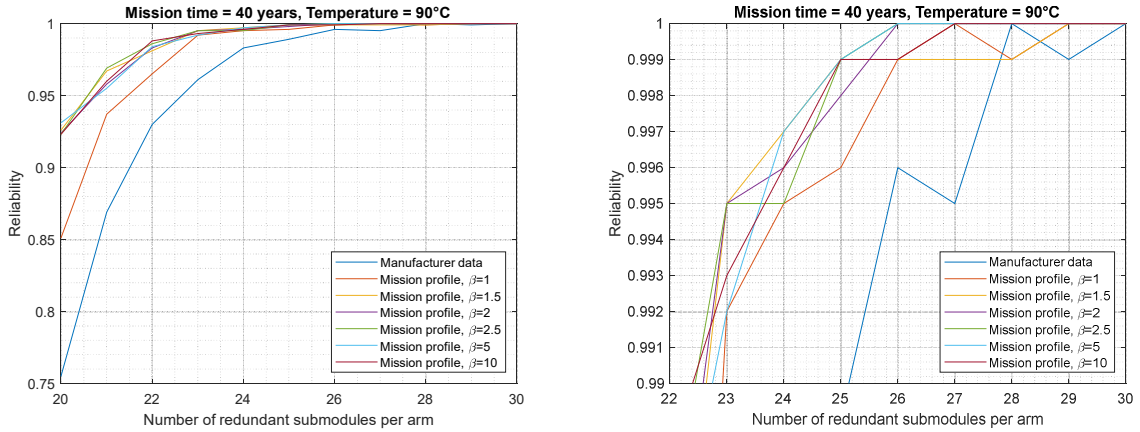 Mission time = 40 years, Temperature = 90°C
1
0.95
0.9
0.85
0.8
0.75
Reliability
Manufacturer data
Mission profile, β=1
Mission profile, β=1.5
Mission profile, β=2
Mission profile, β=2.5
Mission profile, β=5
Mission profile, β=10
20 22 24 26 28 30
Number of redundant submodules per arm
Mission time = 40 years, Temperature = 90°C
1
0.999
0.998
0.997
0.996
0.995
0.994
0.993
0.992
0.991
0.99
Reliability
Manufacturer data
Mission profile, β=1
Mission profile, β=1.5
Mission profile, β=2
Mission profile, β=2.5
Mission profile, β=5
Mission profile, β=10
22 23 24 25 26 27 28 29 30
Number of redundant submodules per arm